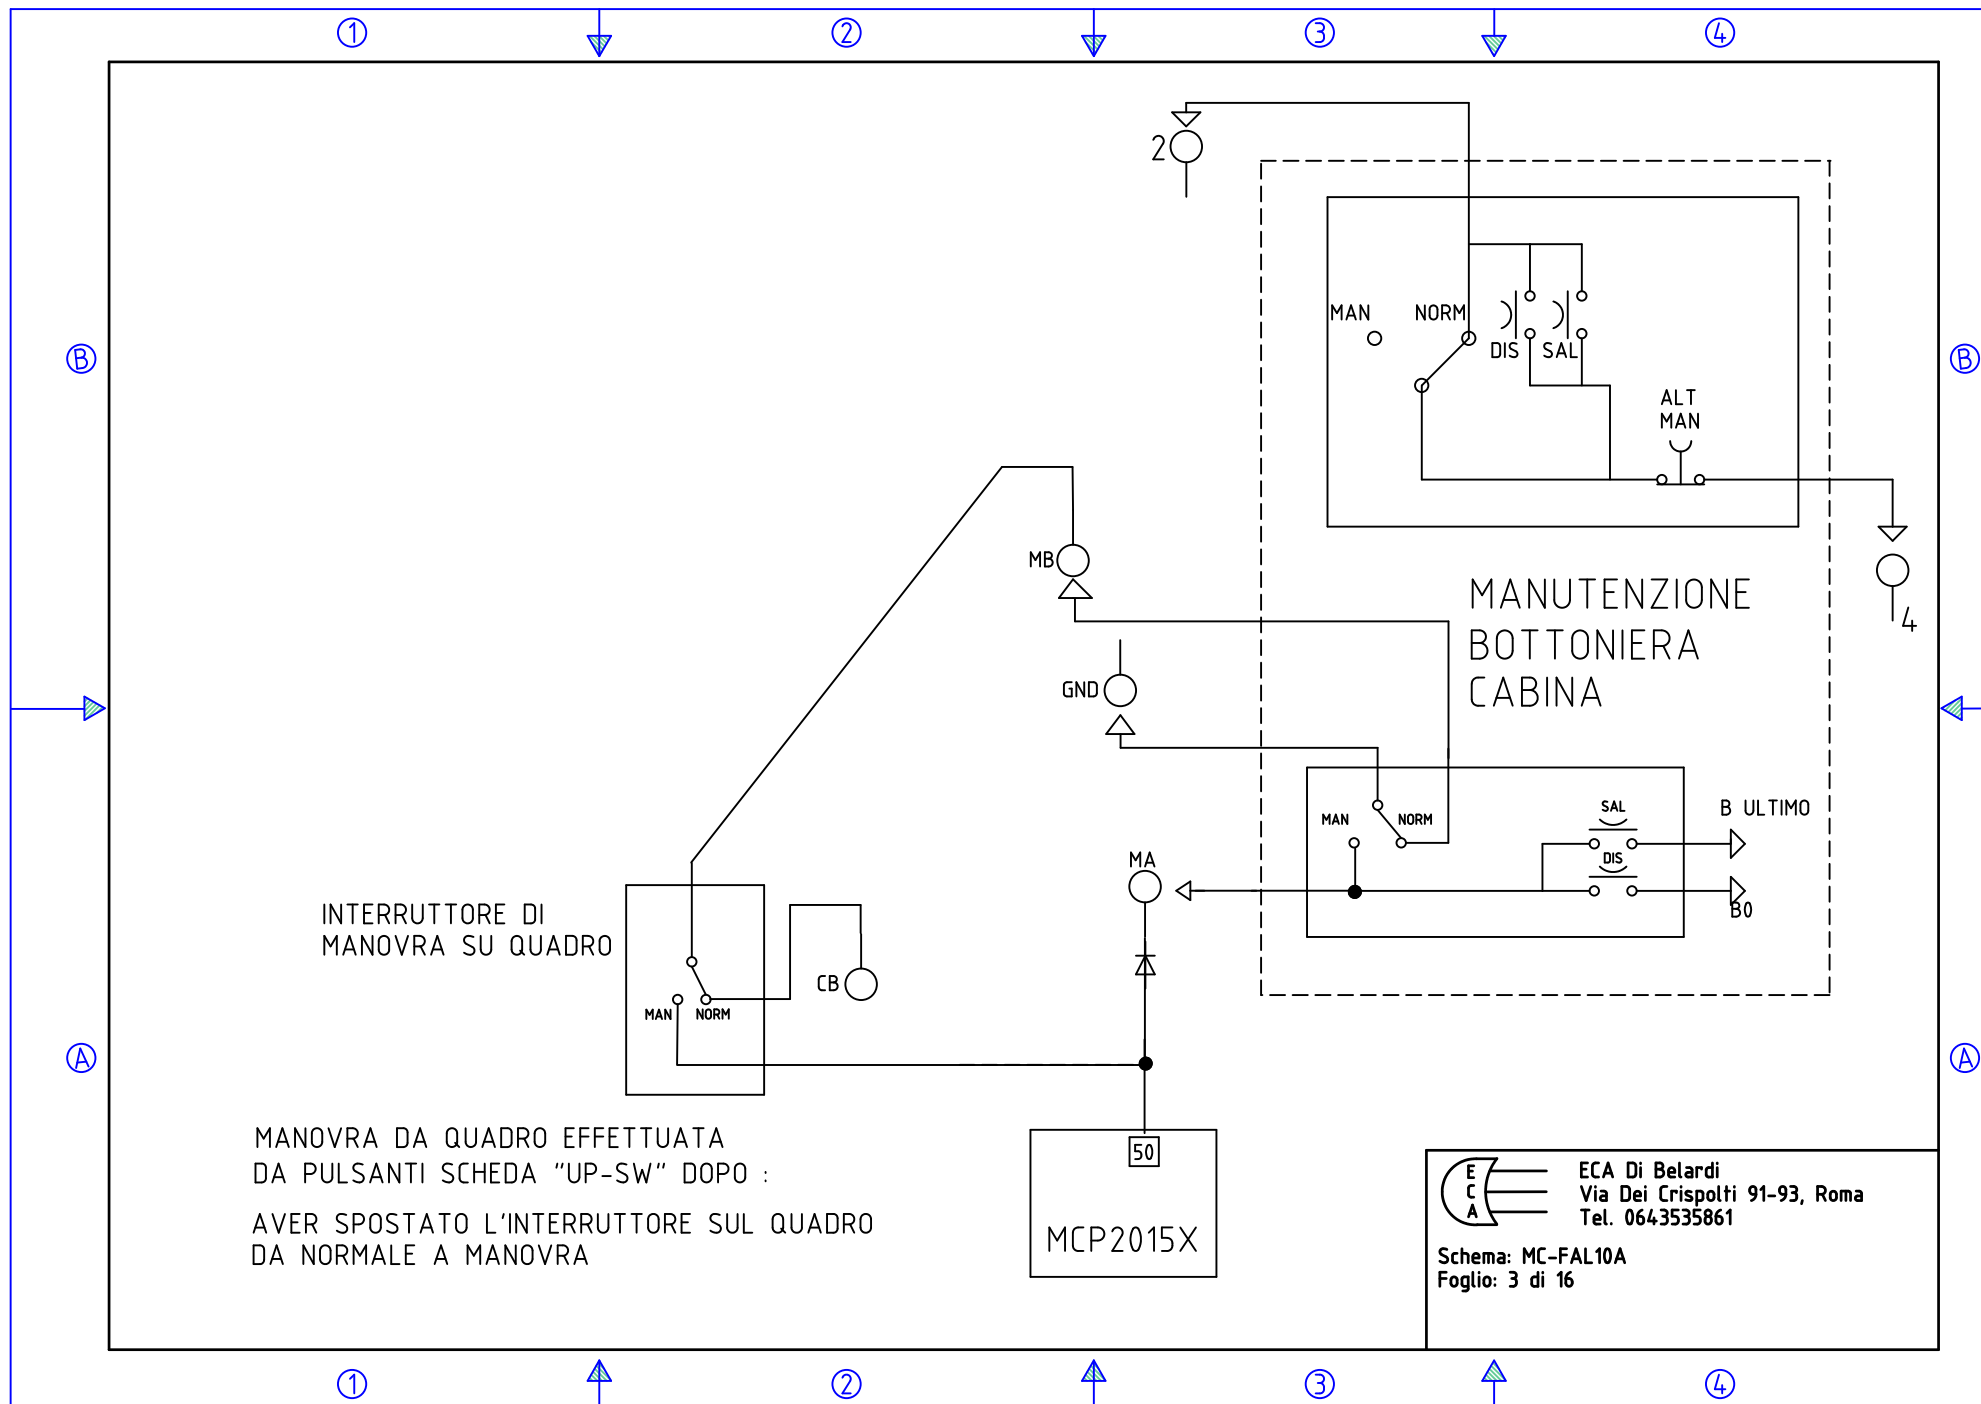 1 2 3 4
2
MAN NORM
DIS SAL
ALT
MAN
B B
MB
MANUTENZIONE
BOTTONIERA
CABINA
4
GND
MAN NORM
SAL
B ULTIMO
DIS
B0
MA
INTERRUTTORE DI
MANOVRA SU QUADRO
CB
MAN NORM
A A
MANOVRA DA QUADRO EFFETTUATA
DA PULSANTI SCHEDA "UP-SW" DOPO :
AVER SPOSTATO L'INTERRUTTORE SUL QUADRO
DA NORMALE A MANOVRA
50
MCP2015X
E
C
A
ECA Di Belardi
Via Dei Crispolti 91-93, Roma
Tel. 0643535861
Schema: MC-FAL10A
Foglio: 3 di 16
1 2 3 4